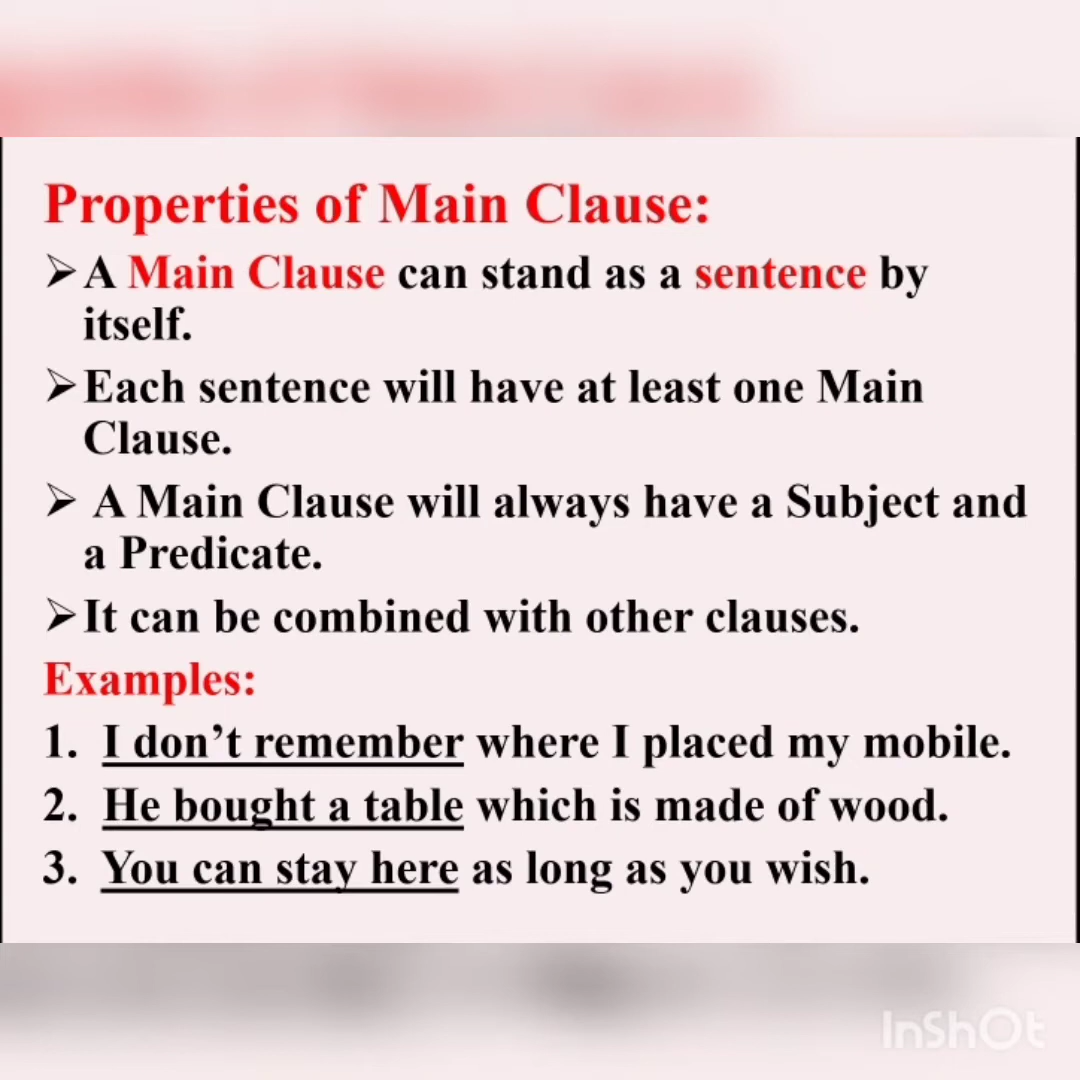 Properties of Main Clause:
➢A Main Clause can stand as a sentence by
itself.
➢Each sentence will have at least one Main
Clause.
➢ A Main Clause will always have a Subject and
a Predicate.
➢It can be combined with other clauses.
Examples:
1. I don’t remember where I placed my mobile.
2. He bought a table which is made of wood.
3. You can stay here as long as you wish.
InShOt